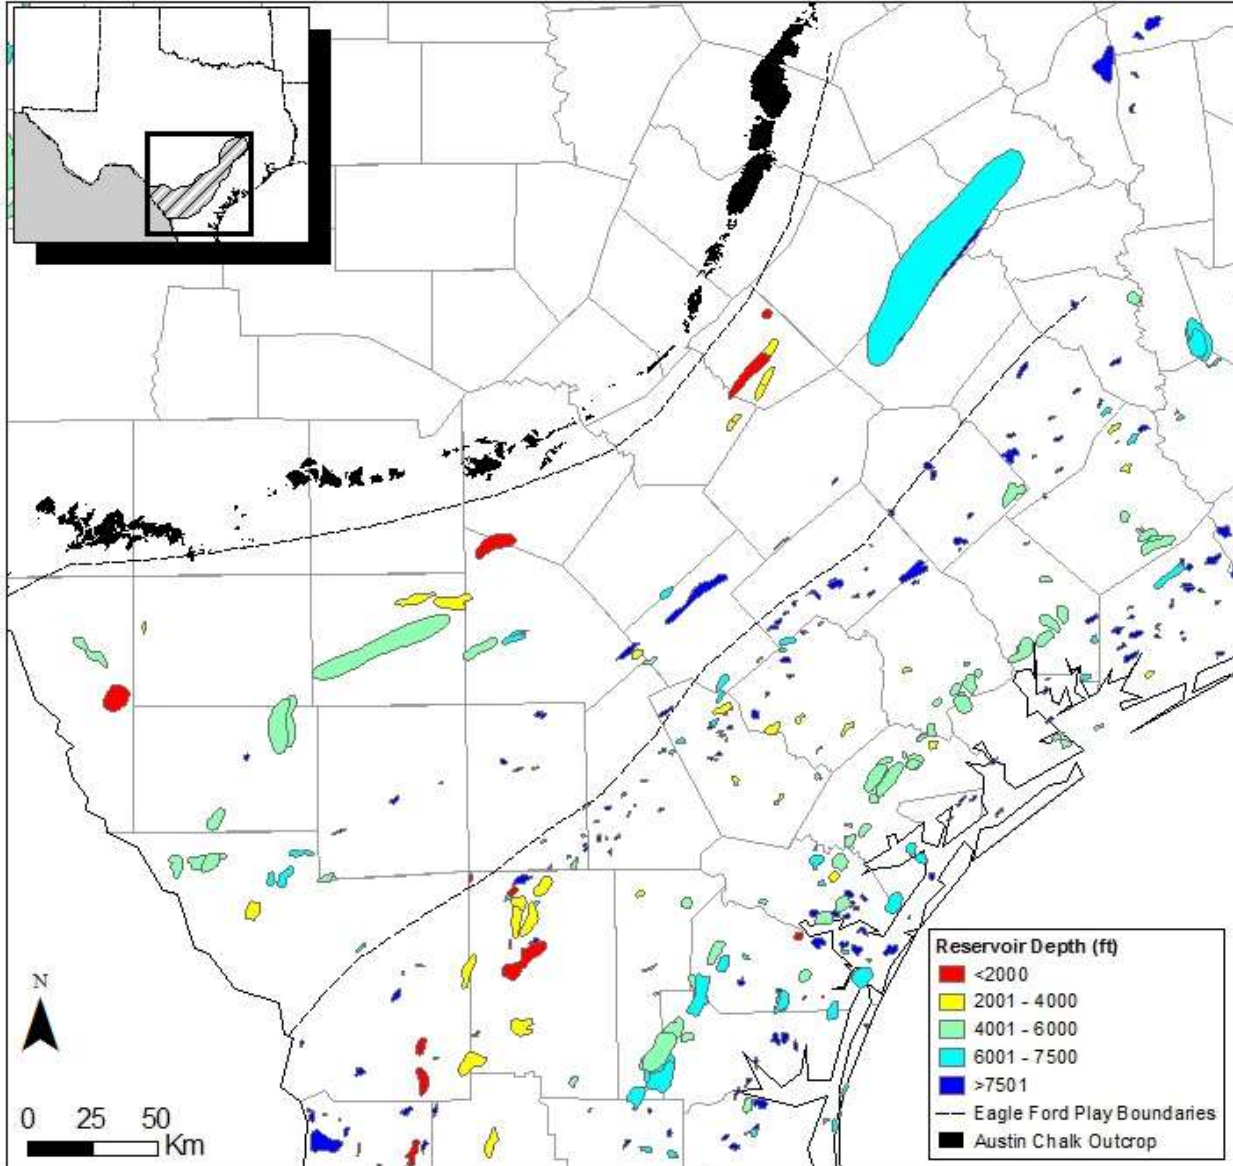 N
0 25 50
Km
Reservoir Depth (ft)
<2000
2001 - 4000
4001 - 6000
6001 - 7500
>7501
Eagle Ford Play Boundaries
Austin Chalk Outcrop